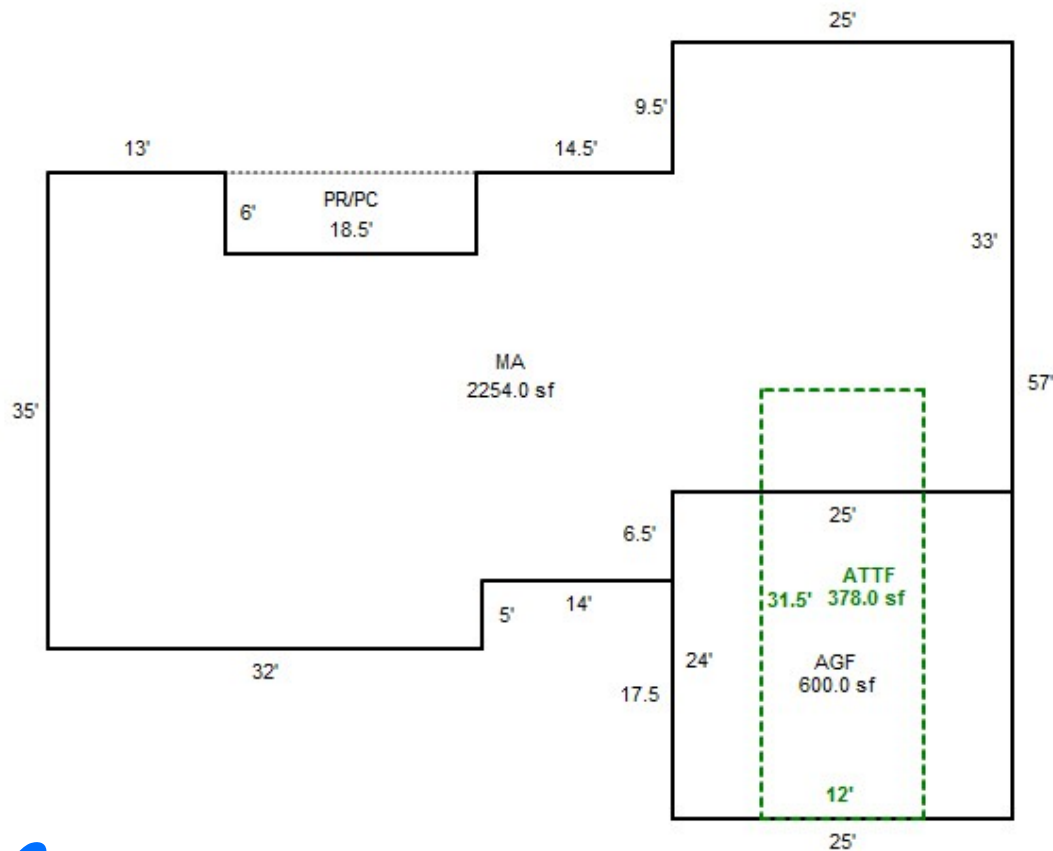 25'
9.5'
13'
14.5'
PR/PC
6'
18.5'
33'
MA
2254.0 sf
57'
35'
25'
6.5'
ATTF
31.5' 378.0 sf
14'
5'
24'
AGF
600.0 sf
32'
17.5
12'
25'